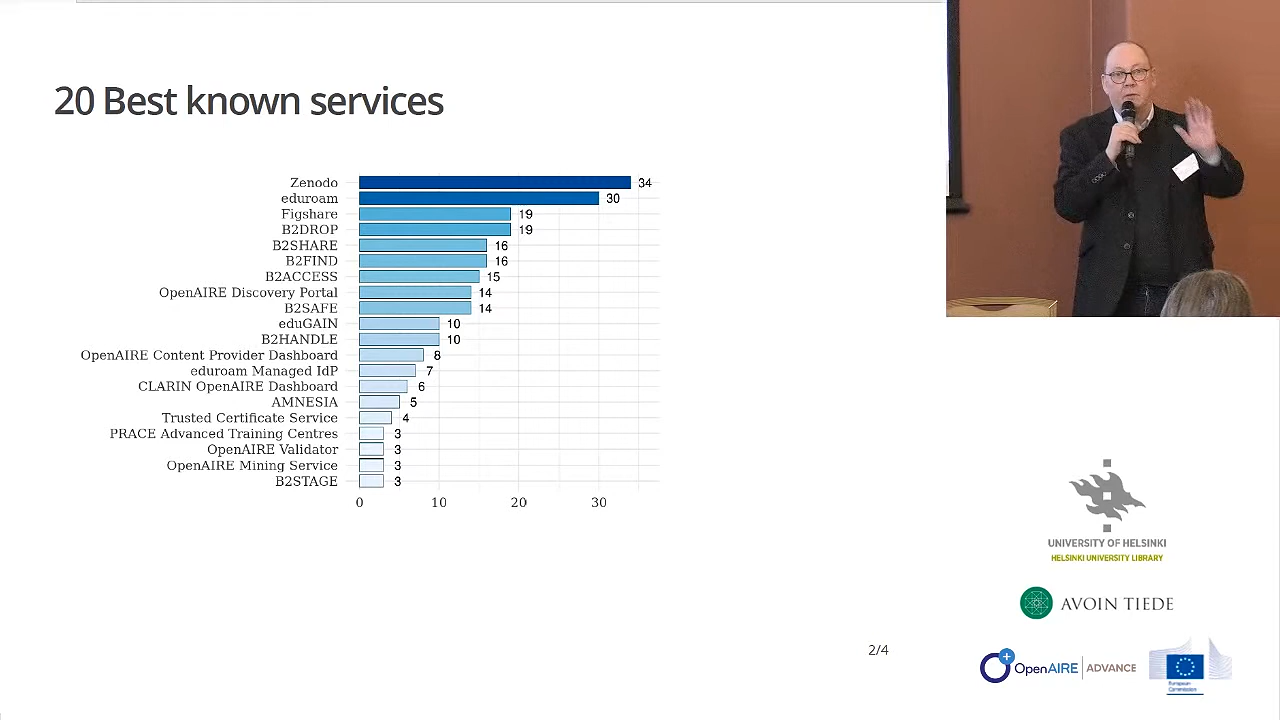 20 Best known services
Zenodo 34
eduroam 30
Figshare 19
B2DROP 19
B2SHARE 16
B2FIND 16
B2ACCESS 15
OpenAIRE Discovery Portal 14
B2SAFE 14
eduGAIN 10
B2HANDLE 10
OpenAIRE Content Provider Dashboard 8
eduroam Managed IdP 7
CLARIN OpenAIRE Dashboard 6
AMNESIA 5
Trusted Certificate Service 4
PRACE Advanced Training Centres 3
OpenAIRE Validator 3
OpenAIRE Mining Service 3
B2STAGE 3
0 10 20 30
UNIVERSITY OF HELSINKI
HELSINKI UNIVERSITY LIBRARY
AVOIN TIEDE
2/4
OpenAIRE ADVANCE
European
Commission